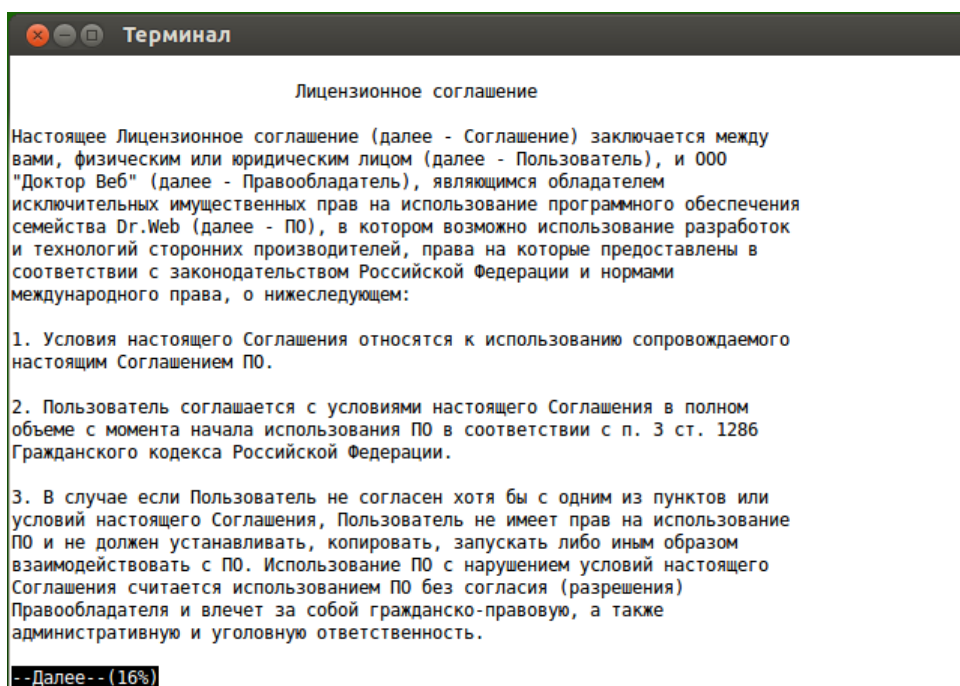 Терминал
Лицензионное соглашение
Настоящее Лицензионное соглашение (далее - Соглашение) заключается между
вами, физическим или юридическим лицом (далее - Пользователь), и ООО
"Доктор Веб" (далее - Правообладатель), являющимся обладателем
исключительных имущественных прав на использование программного обеспечения
семейства Dr.Web (далее - ПО), в котором возможно использование разработок
и технологий сторонних производителей, права на которые предоставлены в
соответствии с законодательством Российской Федерации и нормами
международного права, о нижеследующем:
1. Условия настоящего Соглашения относятся к использованию сопровождаемого
настоящим Соглашением ПО.
2. Пользователь соглашается с условиями настоящего Соглашения в полном
объеме с момента начала использования ПО в соответствии с п. 3 ст. 1286
Гражданского кодекса Российской Федерации.
3. В случае если Пользователь не согласен хотя бы с одним из пунктов или
условий настоящего Соглашения, Пользователь не имеет прав на использование
ПО и не должен устанавливать, копировать, запускать либо иным образом
взаимодействовать с ПО. Использование ПО с нарушением условий настоящего
Соглашения считается использованием ПО без согласия (разрешения)
Правообладателя и влечет за собой гражданско-правовую, а также
административную и уголовную ответственность.
--Далее--(16%)